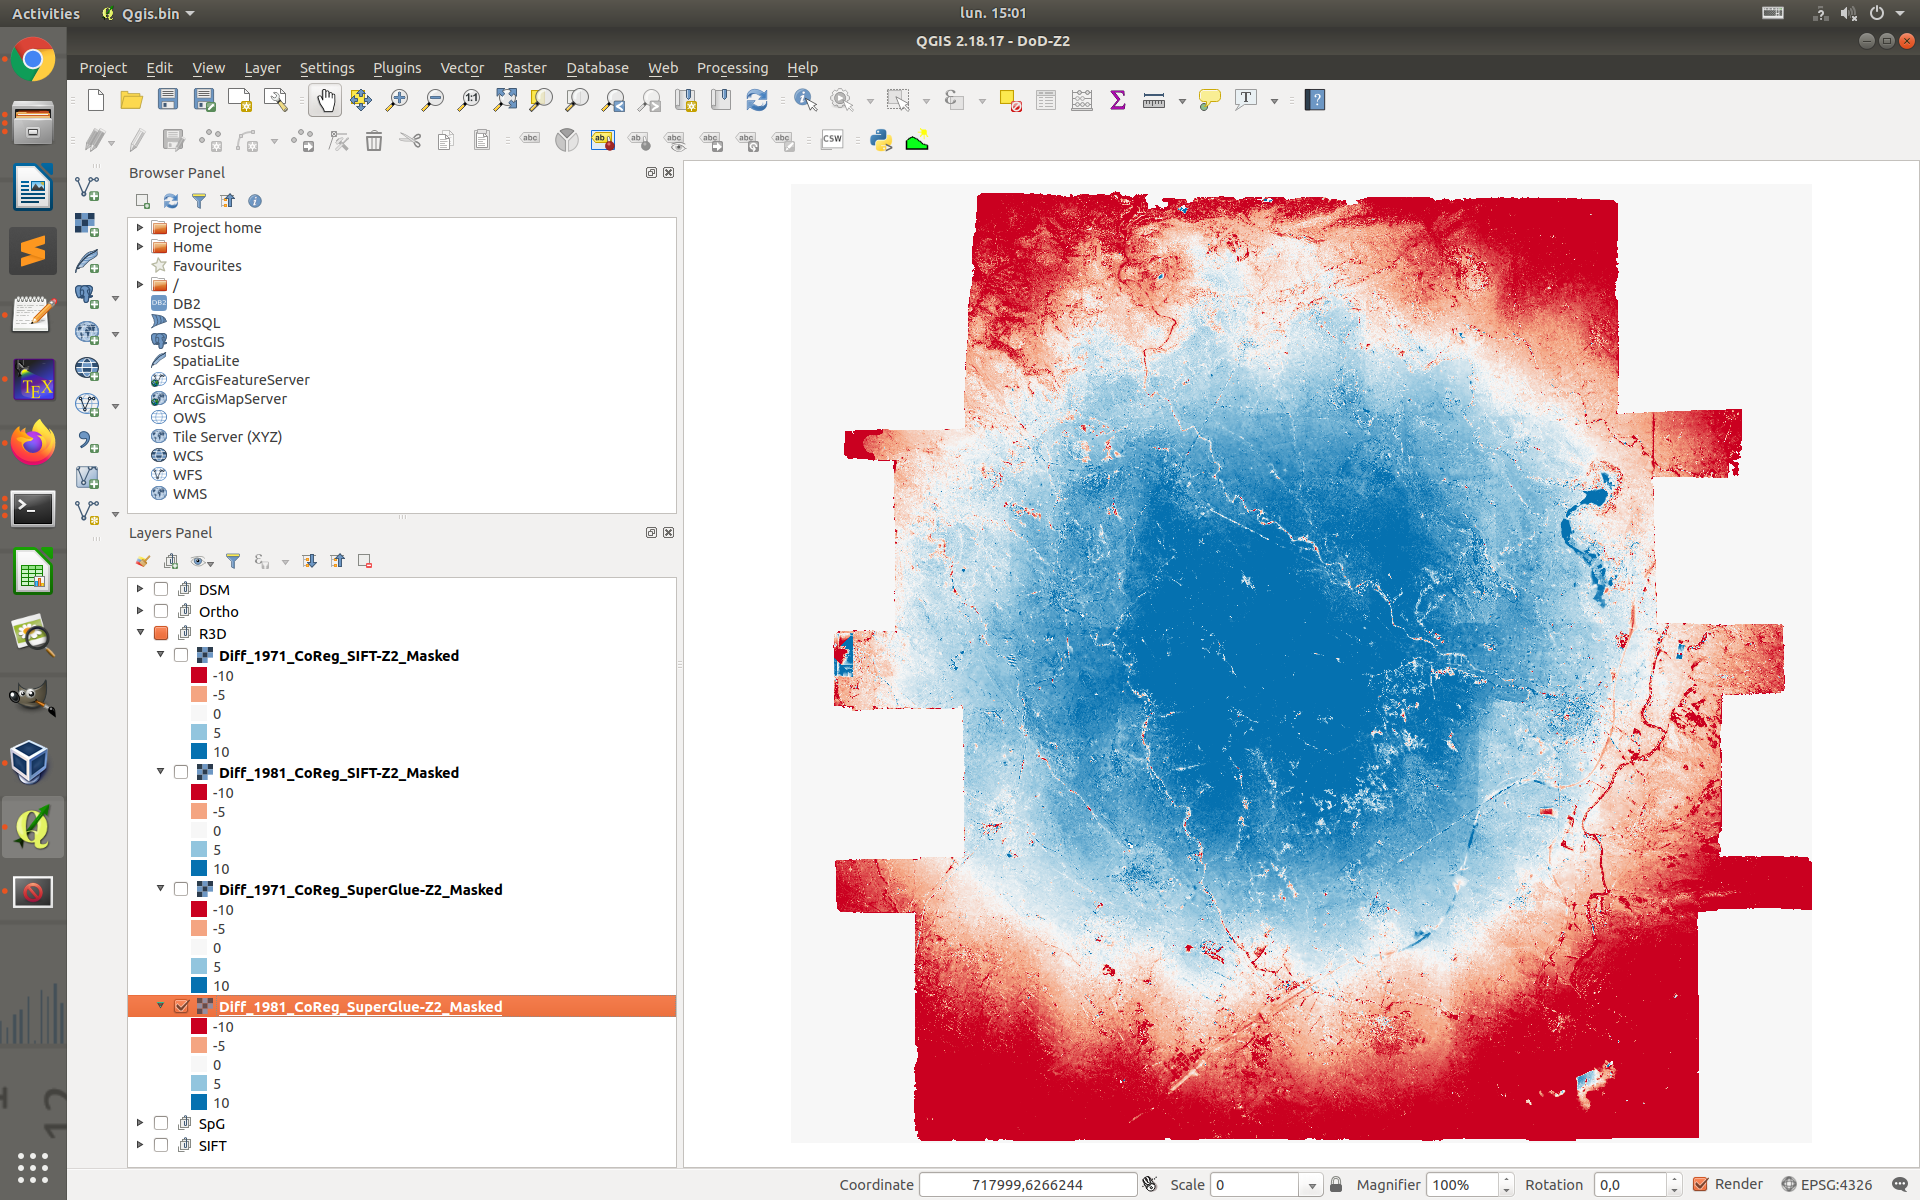 Activities Qgis.bin lun. 15:01
QGIS 2.18.17 - DoD-Z2
Project Edit View Layer Settings Plugins Vector Raster Database Web Processing Help
Browser Panel
Project home
Home
Favourites
/
DB2
MSSQL
PostGIS
SpatiaLite
ArcGisFeatureServer
ArcGisMapServer
OWS
Tile Server (XYZ)
WCS
WFS
WMS
Layers Panel
DSM
Ortho
R3D
Diff_1971_CoReg_SIFT-Z2_Masked
-10
-5
0
5
10
Diff_1981_CoReg_SIFT-Z2_Masked
-10
-5
0
5
10
Diff_1971_CoReg_SuperGlue-Z2_Masked
-10
-5
0
5
10
Diff_1981_CoReg_SuperGlue-Z2_Masked
-10
-5
0
5
10
SpG
SIFT
Coordinate 717999,6266244 Scale 0 Magnifier 100% Rotation 0,0 Render EPSG:4326